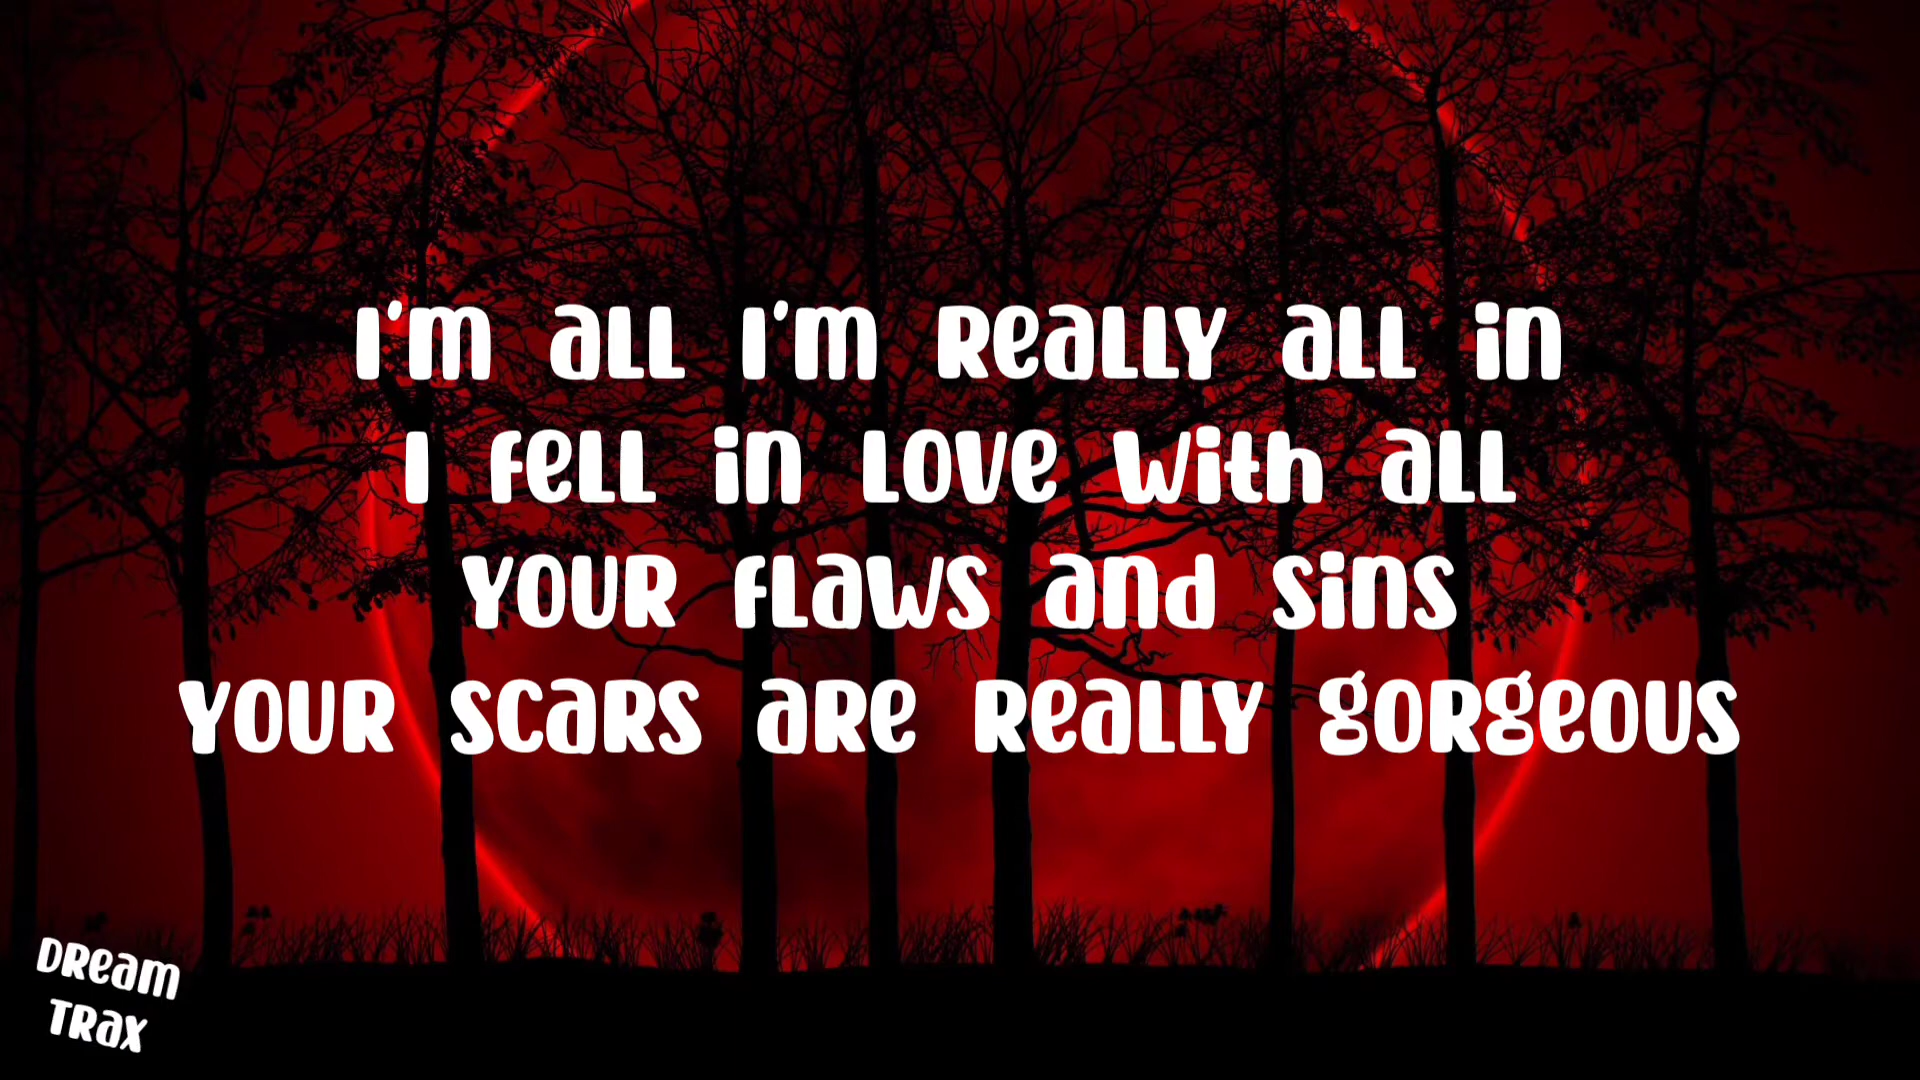 I'm all I'm really all in
I fell in love with all
your flaws and sins
your scars are really gorgeous
Dream
Trax